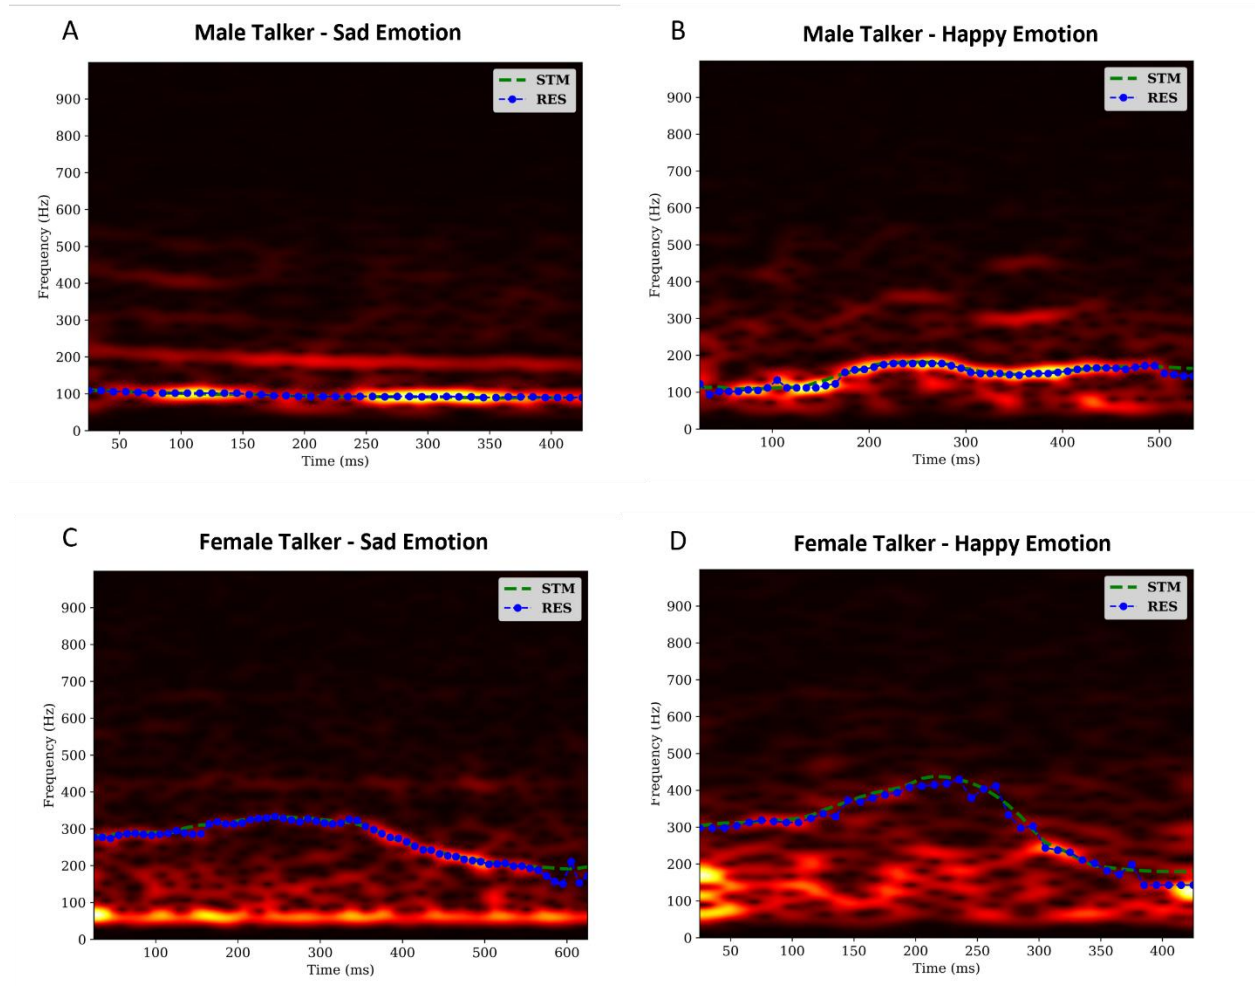 A
Male Talker - Sad Emotion
STM
RES
900
800
700
600
500
400
300
200
100
0
Frequency (Hz)
50 100 150 200 250 300 350 400
Time (ms)
B
Male Talker - Happy Emotion
STM
RES
900
800
700
600
500
400
300
200
100
0
Frequency (Hz)
100 200 300 400 500
Time (ms)
C
Female Talker - Sad Emotion
STM
RES
900
800
700
600
500
400
300
200
100
0
Frequency (Hz)
100 200 300 400 500 600
Time (ms)
D
Female Talker - Happy Emotion
STM
RES
900
800
700
600
500
400
300
200
100
0
Frequency (Hz)
50 100 150 200 250 300 350 400
Time (ms)